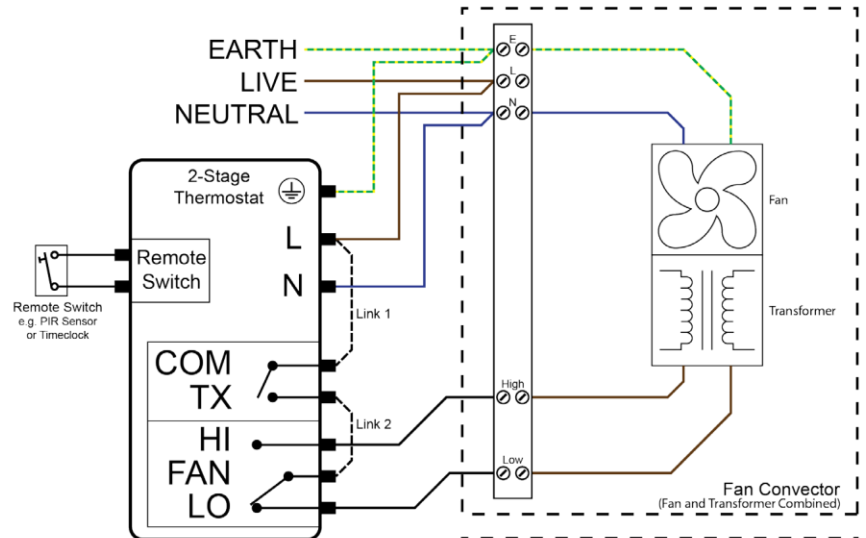 EARTH
LIVE
NEUTRAL
E
L
N
2-Stage
Thermostat
L
N
Remote
Switch
Remote Switch
e.g. PIR Sensor
or Timeclock
Link 1
COM
TX
HI
FAN
LO
Link 2
High
Low
Fan
Transformer
Fan Convector
(Fan and Transformer Combined)